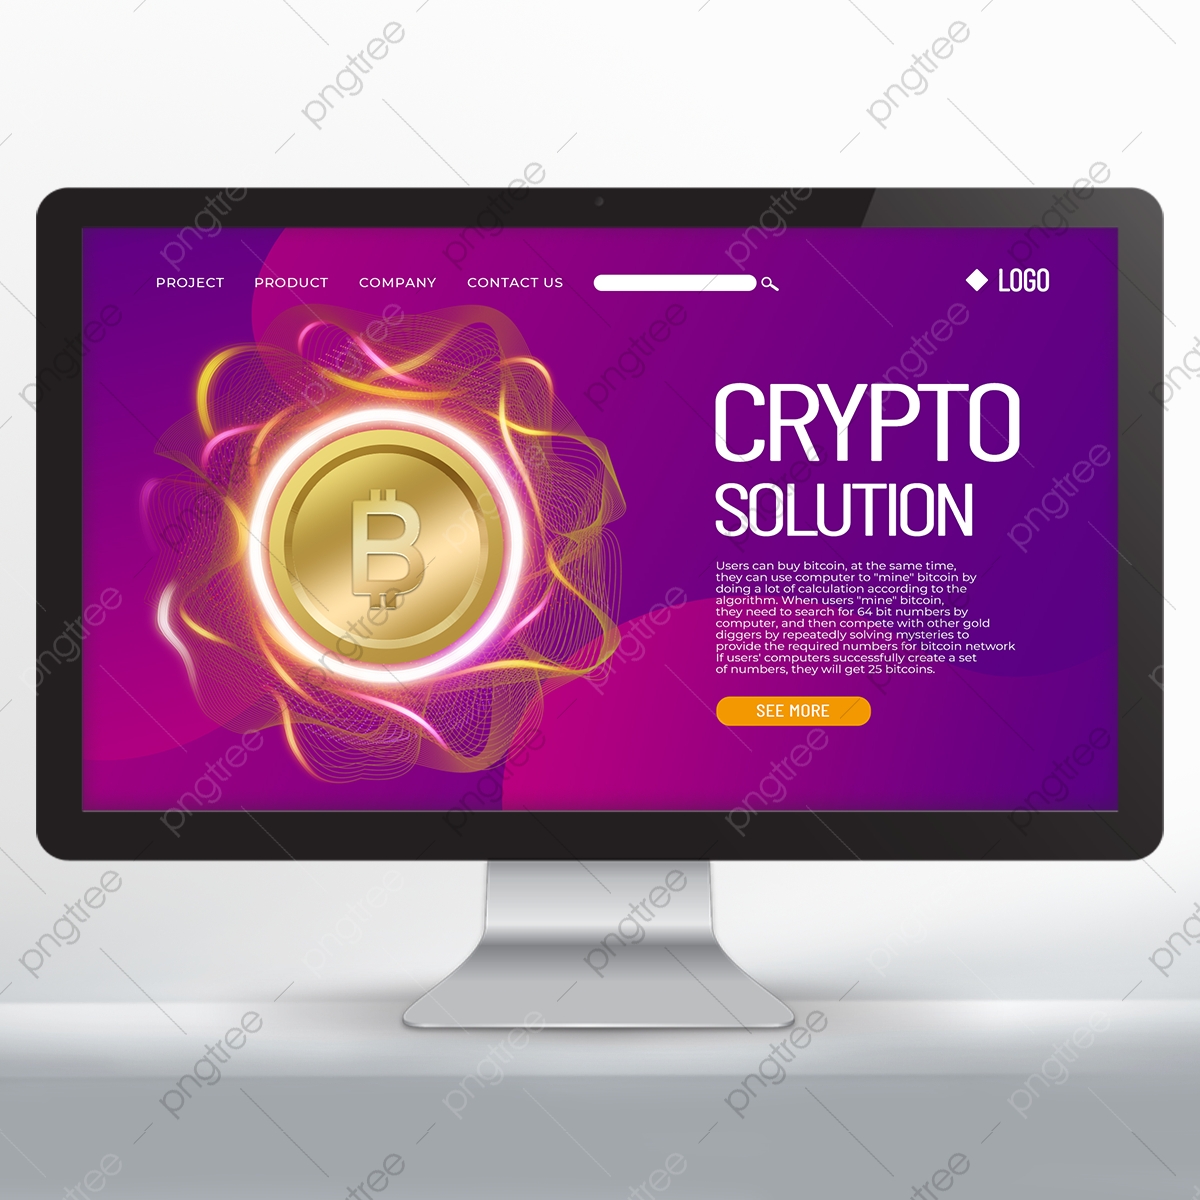 PROJECT PRODUCT COMPANY CONTACT US
LOGO
CRYPTO
SOLUTION
Users can buy bitcoin, at the same time,
they can use computer to "mine" bitcoin by
doing a lot of calculation according to the
algorithm. When users "mine" bitcoin,
they need to search for 64 bit numbers by
computer, and then compete with other gold
diggers by repeatedly solving mysteries to
provide the required numbers for bitcoin network
If users' computers successfully create a set
of numbers, they will get 25 bitcoins.
SEE MORE
pngtree